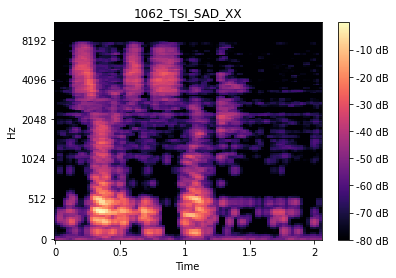 1062_TSI_SAD_XX
Hz
8192
4096
2048
1024
512
0
0
0.5
1
1.5
2
Time
-10 dB
-20 dB
-30 dB
-40 dB
-50 dB
-60 dB
-70 dB
-80 dB